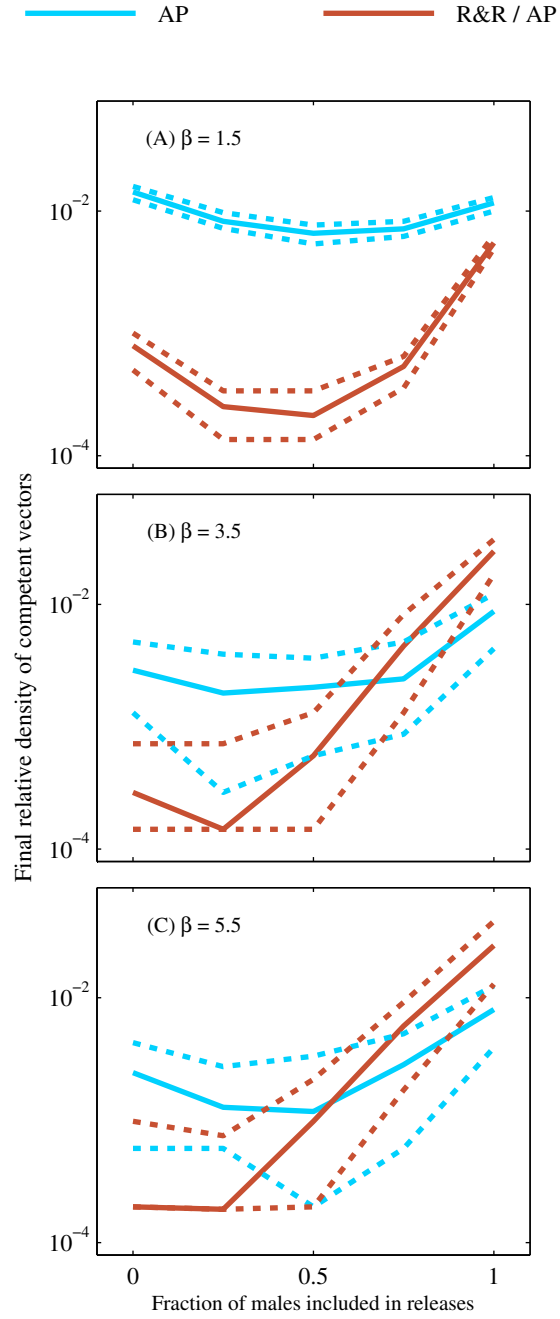 AP
R&R / AP
(A) β = 1.5
10⁻²
10⁻⁴
Final relative density of competent vectors
(B) β = 3.5
10⁻²
10⁻⁴
(C) β = 5.5
10⁻²
10⁻⁴
0 0.5 1
Fraction of males included in releases